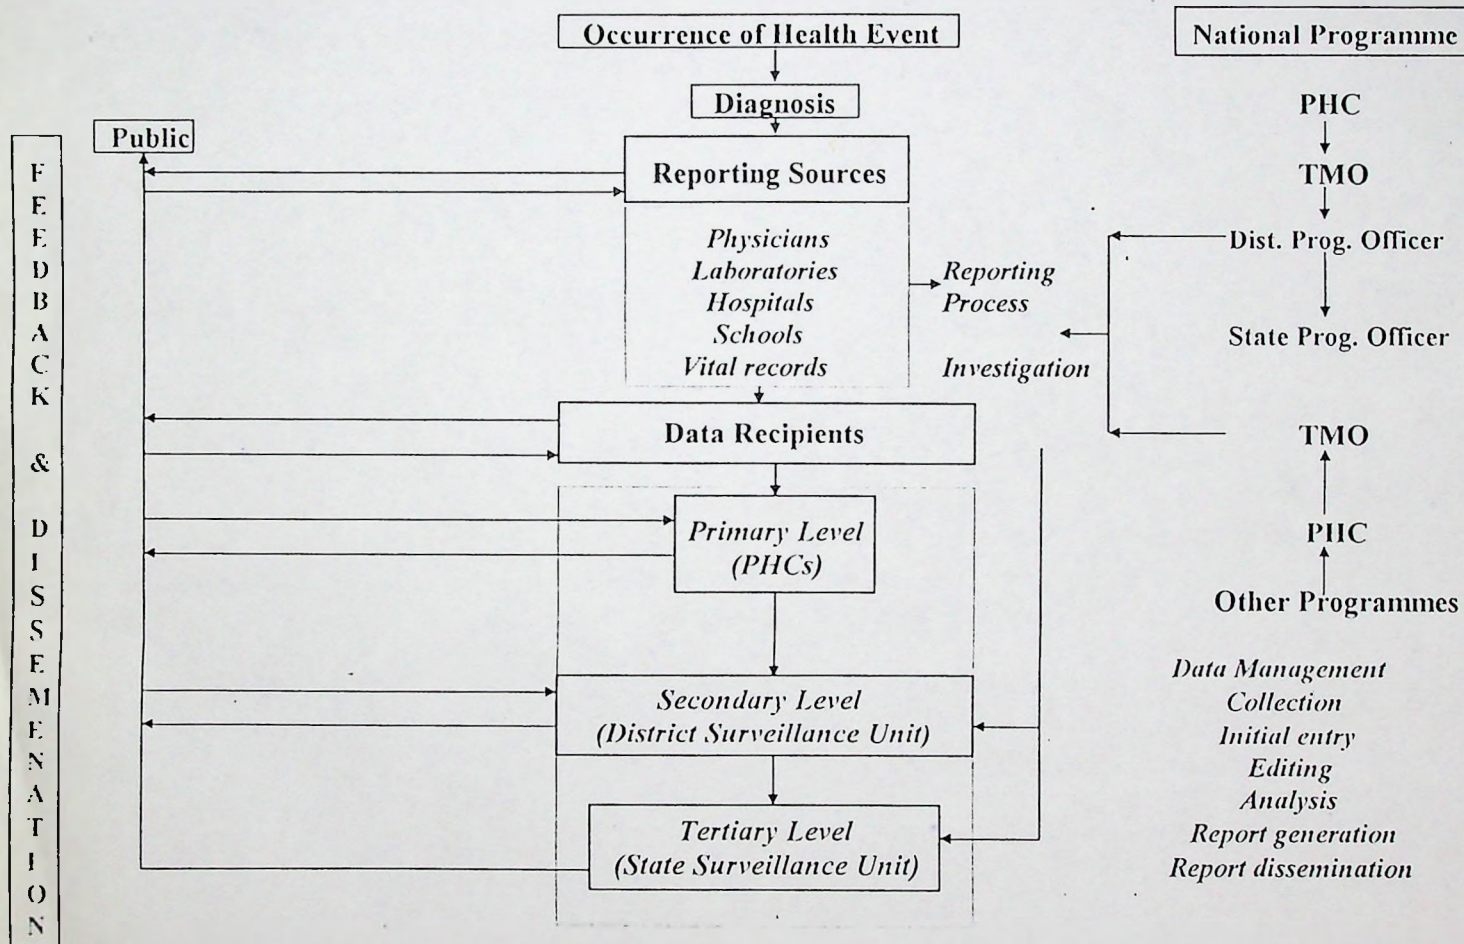 Occurrence of Health Event
National Programme
Diagnosis
PHC
Public
TMO
Reporting Sources
Dist. Prog. Officer
State Prog. Officer
Physicians
Laboratories
Hospitals
Schools
Vital records
Reporting
Process
Investigation
Data Recipients
TMO
PHC
Other Programmes
Primary Level
(PHCs)
Secondary Level
(District Surveillance Unit)
Tertiary Level
(State Surveillance Unit)
Data Management
Collection
Initial entry
Editing
Analysis
Report generation
Report dissemination
FEEDBACK & DISSEMENATION